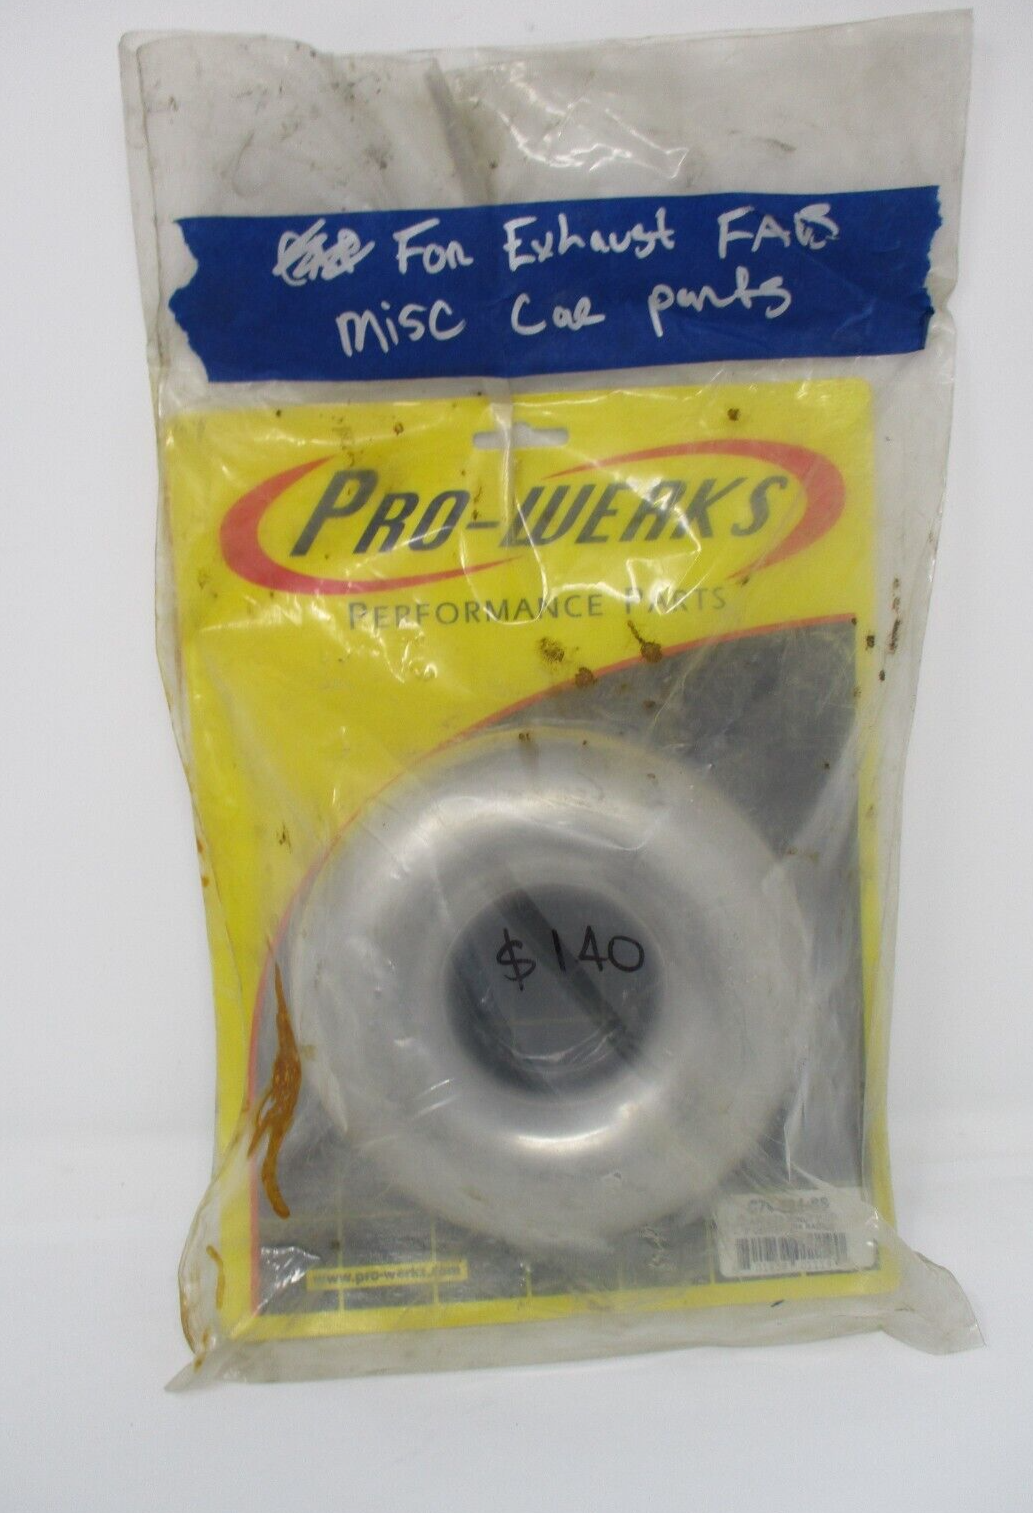 For Exhaust FAB
misc Car parts
PRO-WERKS
PERFORMANCE PARTS
$140
www.pro-werks.com